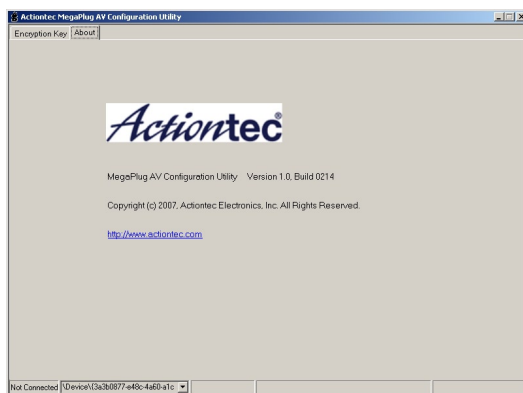 Actiontec MegaPlug AV Configuration Utility
Encryption Key About
Actiontec®
MegaPlug AV Configuration Utility Version 1.0, Build 0214
Copyright (c) 2007, Actiontec Electronics, Inc. All Rights Reserved.
http://www.actiontec.com
Not Connected \Device\{3a3b0877-e48c-4a60-a1c